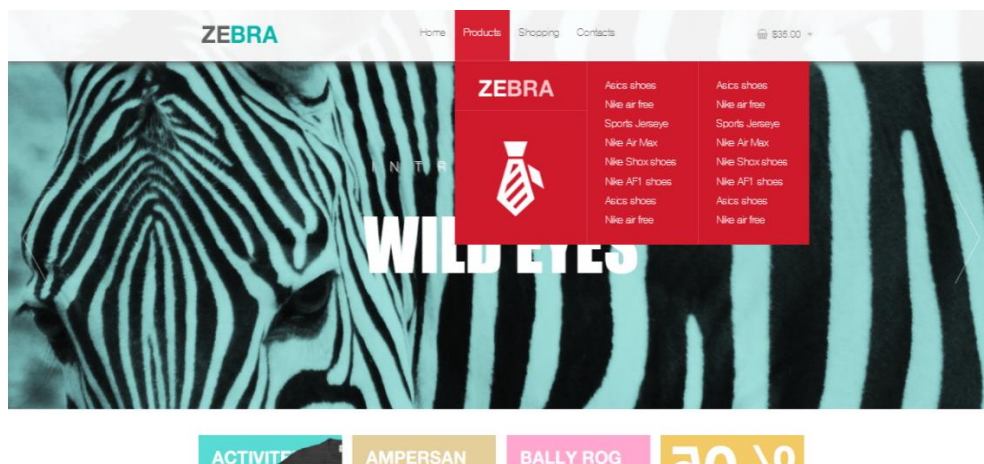 ZEBRA
Home Products Shopping Contacts
$35.00
ZEBRA
Asics shoes
Nike air free
Sports Jerseye
Nike Air Max
Nike Shox shoes
Nike AF1 shoes
Asics shoes
Nike air free
Asics shoes
Nike air free
Sports Jerseye
Nike Air Max
Nike Shox shoes
Nike AF1 shoes
Asics shoes
Nike air free
I N T R
WILD EYES
ACTIVITE
AMPERSAN
BALLY ROG
50 %